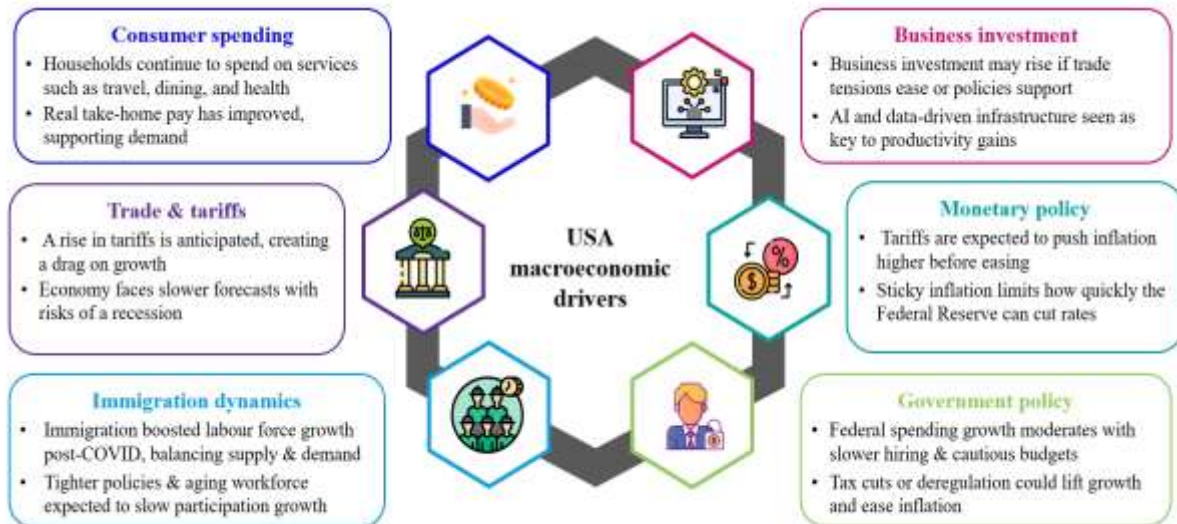 Consumer spending
• Households continue to spend on services
such as travel, dining, and health
• Real take-home pay has improved,
supporting demand
Business investment
• Business investment may rise if trade
tensions ease or policies support
• AI and data-driven infrastructure seen as
key to productivity gains
Trade & tariffs
• A rise in tariffs is anticipated, creating
a drag on growth
• Economy faces slower forecasts with
risks of a recession
USA
macroeconomic
drivers
Monetary policy
• Tariffs are expected to push inflation
higher before easing
• Sticky inflation limits how quickly the
Federal Reserve can cut rates
Immigration dynamics
• Immigration boosted labour force growth
post-COVID, balancing supply & demand
• Tighter policies & aging workforce
expected to slow participation growth
Government policy
• Federal spending growth moderates with
slower hiring & cautious budgets
• Tax cuts or deregulation could lift growth
and ease inflation